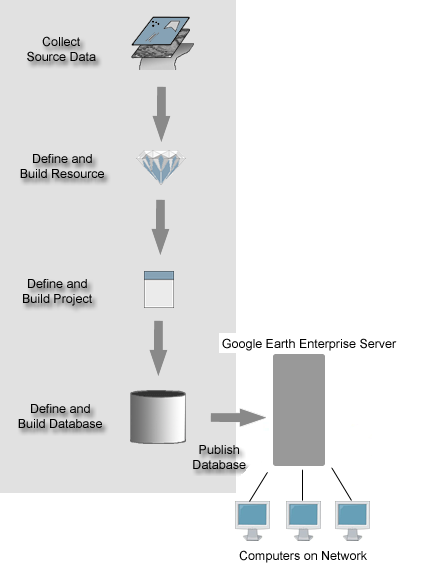 Collect
Source Data
Define and
Build Resource
Define and
Build Project
Google Earth Enterprise Server
Define and
Build Database
Publish
Database
Computers on Network